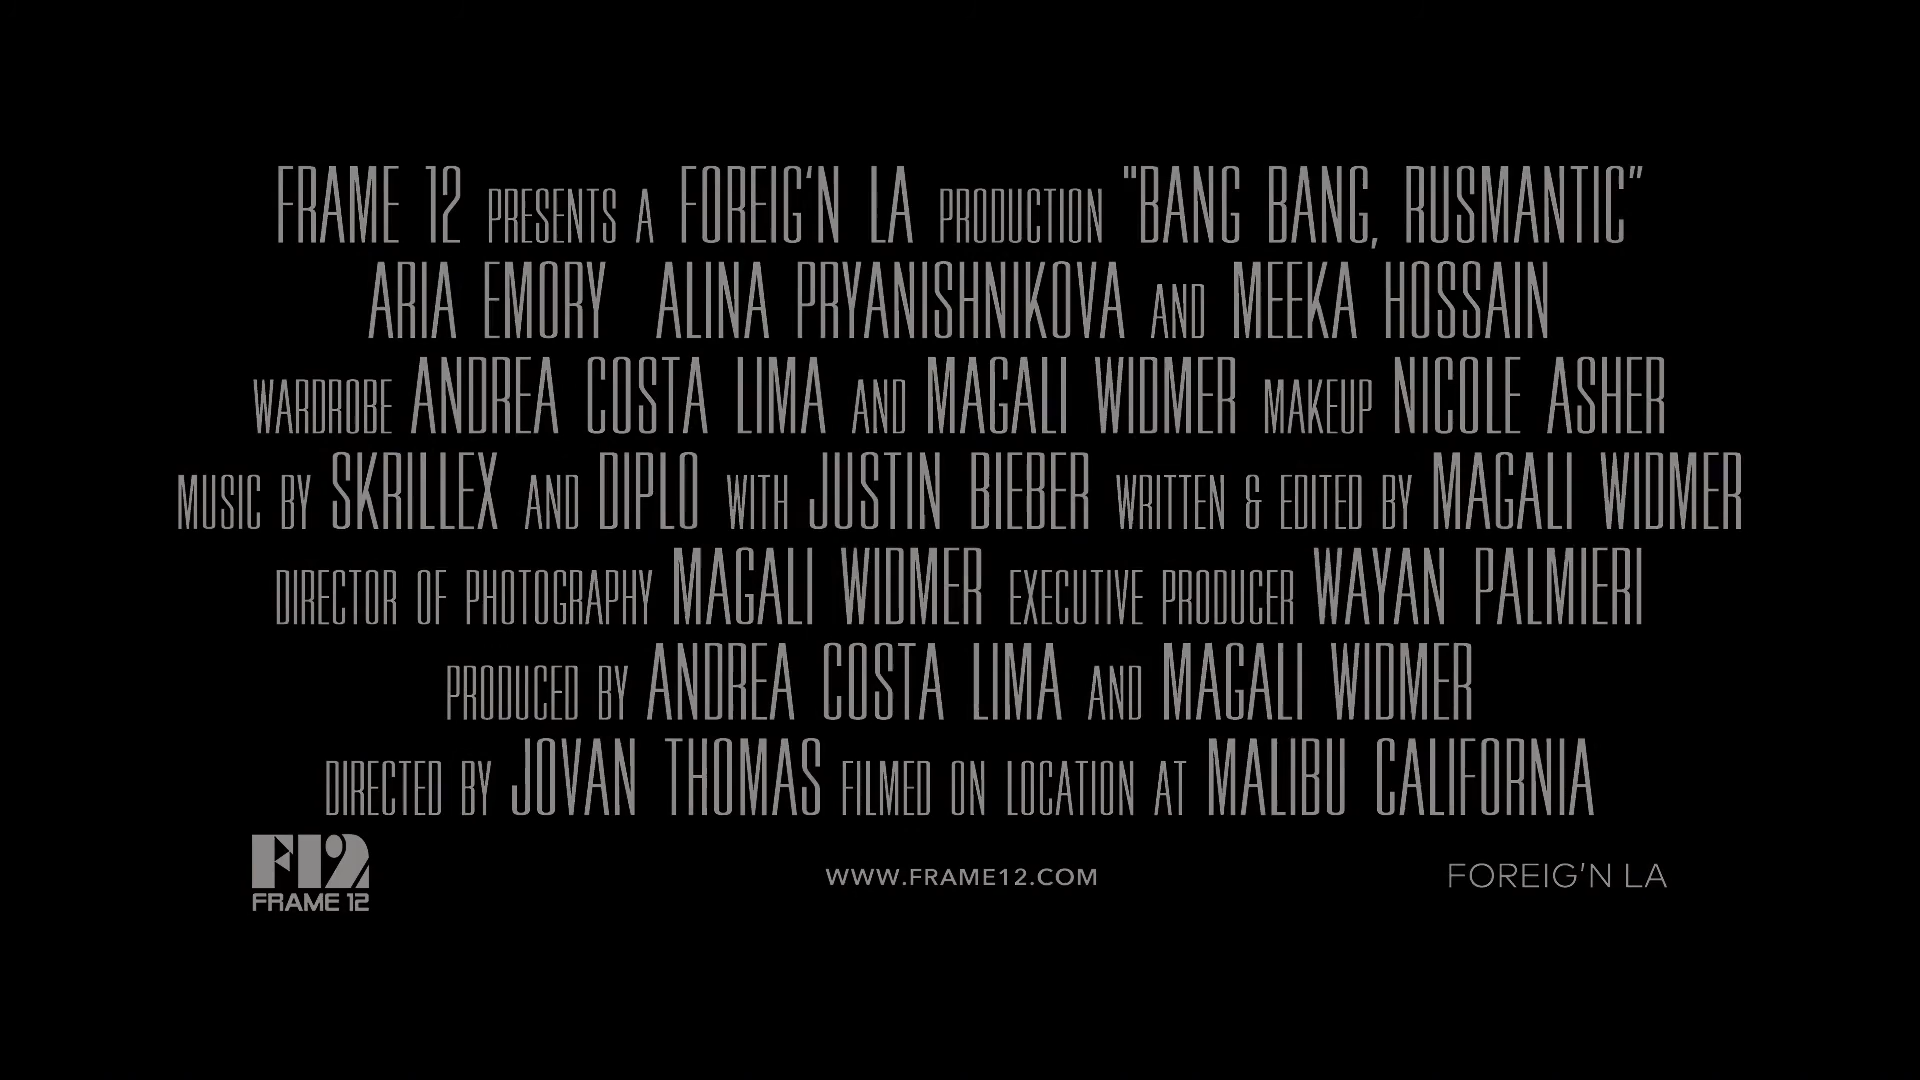 FRAME 12 PRESENTS A FOREIG'N LA PRODUCTION "BANG BANG, RUSMANTIC"
ARIA EMORY ALINA PRYANISHNIKOVA AND MEEKA HOSSAIN
WARDROBE ANDREA COSTA LIMA AND MAGALI WIDMER MAKEUP NICOLE ASHER
MUSIC BY SKRILLEX AND DIPLO WITH JUSTIN BIEBER WRITTEN & EDITED BY MAGALI WIDMER
DIRECTOR OF PHOTOGRAPHY MAGALI WIDMER EXECUTIVE PRODUCER WAYAN PALMIERI
PRODUCED BY ANDREA COSTA LIMA AND MAGALI WIDMER
DIRECTED BY JOVAN THOMAS FILMED ON LOCATION AT MALIBU CALIFORNIA
F12
FRAME 12
WWW.FRAME12.COM
FOREIG'N LA